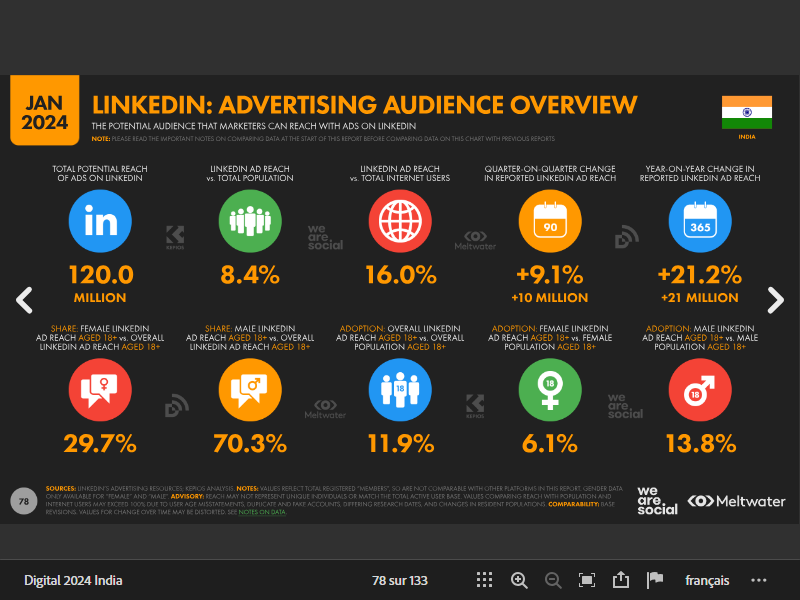 JAN
2024
LINKEDIN: ADVERTISING AUDIENCE OVERVIEW
THE POTENTIAL AUDIENCE THAT MARKETERS CAN REACH WITH ADS ON LINKEDIN
NOTE: PLEASE READ THE IMPORTANT NOTES ON COMPARING DATA AT THE START OF THIS REPORT BEFORE COMPARING DATA ON THIS CHART WITH PREVIOUS REPORTS
INDIA
TOTAL POTENTIAL REACH
OF ADS ON LINKEDIN
in
120.0
MILLION
LINKEDIN AD REACH
vs. TOTAL POPULATION
8.4%
LINKEDIN AD REACH
vs. TOTAL INTERNET USERS
16.0%
QUARTER-ON-QUARTER CHANGE
IN REPORTED LINKEDIN AD REACH
90
+9.1%
+10 MILLION
YEAR-ON-YEAR CHANGE IN
REPORTED LINKEDIN AD REACH
365
+21.2%
+21 MILLION
KEPIOS
we
are.
social
Meltwater
SHARE: FEMALE LINKEDIN
AD REACH AGED 18+ vs. OVERALL
LINKEDIN AD REACH AGED 18+
29.7%
SHARE: MALE LINKEDIN
AD REACH AGED 18+ vs. OVERALL
LINKEDIN AD REACH AGED 18+
70.3%
ADOPTION: OVERALL LINKEDIN
AD REACH AGED 18+ vs. OVERALL
POPULATION AGED 18+
18
11.9%
ADOPTION: FEMALE LINKEDIN
AD REACH AGED 18+ vs. FEMALE
POPULATION AGED 18+
18
6.1%
ADOPTION: MALE LINKEDIN
AD REACH AGED 18+ vs. MALE
POPULATION AGED 18+
18
13.8%
Meltwater
KEPIOS
we
are.
social
78
SOURCES: LINKEDIN'S ADVERTISING RESOURCES; KEPIOS ANALYSIS. NOTES: VALUES REFLECT TOTAL REGISTERED "MEMBERS", SO ARE NOT COMPARABLE WITH OTHER PLATFORMS IN THIS REPORT. GENDER DATA
ONLY AVAILABLE FOR "FEMALE" AND "MALE". ADVISORY: REACH MAY NOT REPRESENT UNIQUE INDIVIDUALS OR MATCH THE TOTAL ACTIVE USER BASE. VALUES COMPARING REACH WITH POPULATION AND
INTERNET USERS MAY EXCEED 100% DUE TO USER AGE MISSTATEMENTS, DUPLICATE AND FAKE ACCOUNTS, DIFFERING RESEARCH DATES, AND CHANGES IN RESIDENT POPULATIONS. COMPARABILITY: BASE
REVISIONS. VALUES FOR CHANGE OVER TIME MAY BE DISTORTED. SEE NOTES ON DATA.
we
are.
social
Meltwater
Digital 2024 India
78 sur 133
français